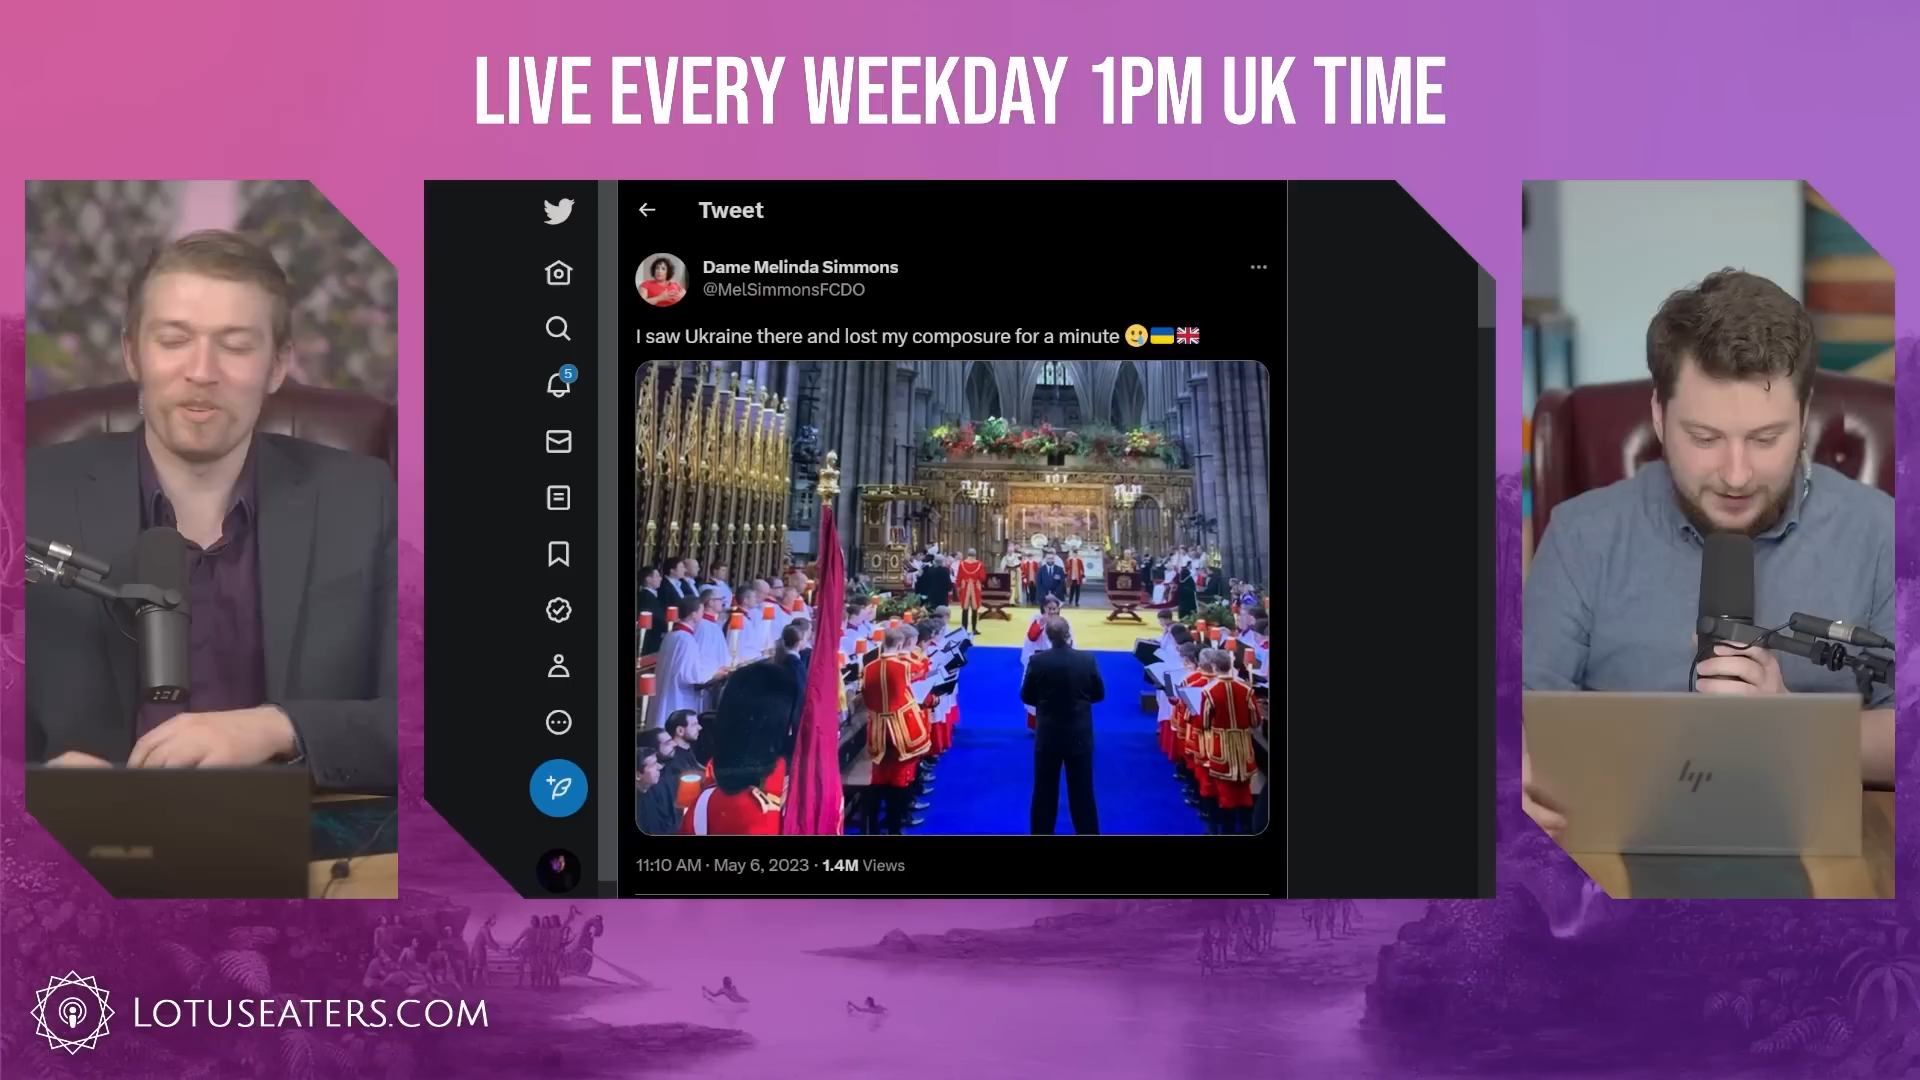 LIVE EVERY WEEKDAY 1PM UK TIME
Tweet
Dame Melinda Simmons
@MelSimmonsFCDO
I saw Ukraine there and lost my composure for a minute 🥲🇺🇦🇬🇧
5
11:10 AM · May 6, 2023 · 1.4M Views
hp
LOTUSEATERS.COM